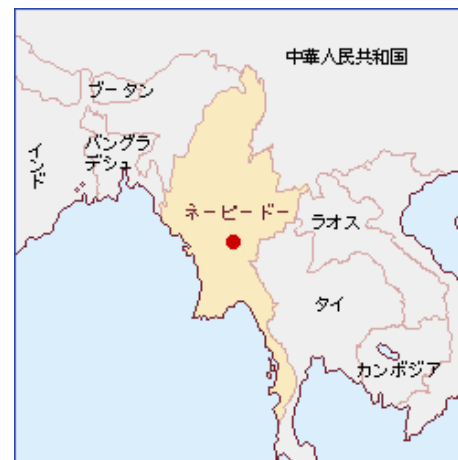 中華人民共和国
ブータン
バングラ
デシュ
インド
ネーピードー
ラオス
タイ
カンボジア